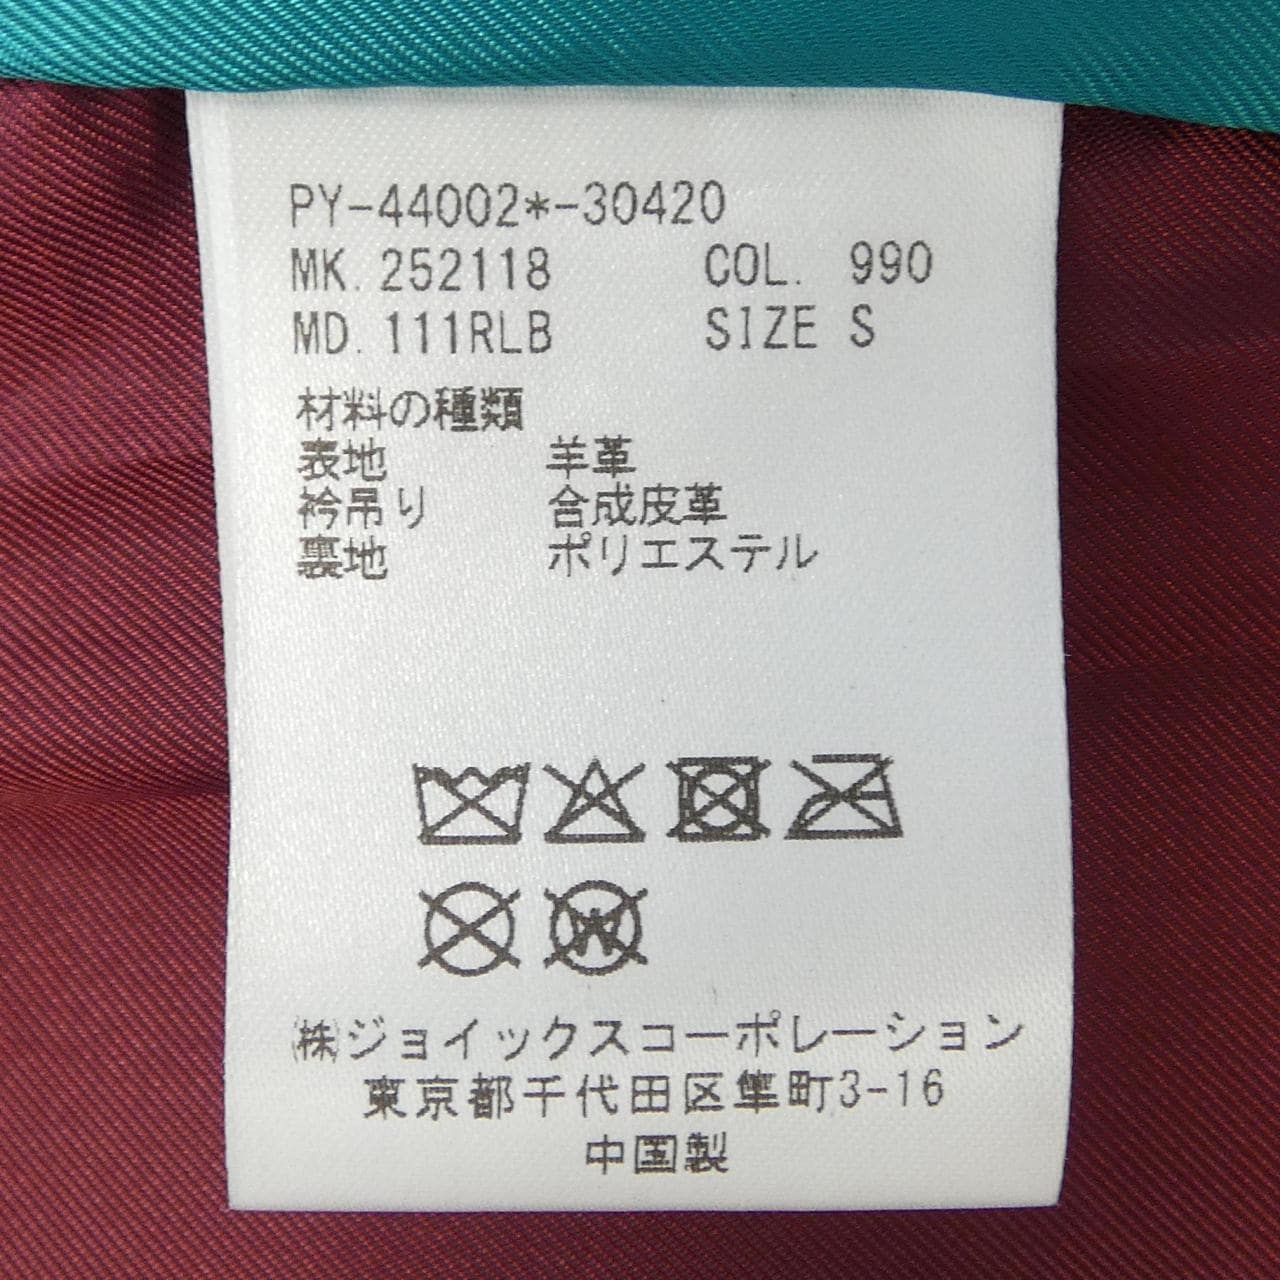 PY-44002*-30420
MK. 252118 COL. 990
MD. 111RLB SIZE S
材料の種類
表地 羊革
衿吊り 合成皮革
裏地 ポリエステル
㈱ジョイックスコーポレーション
東京都千代田区隼町3-16
中国製